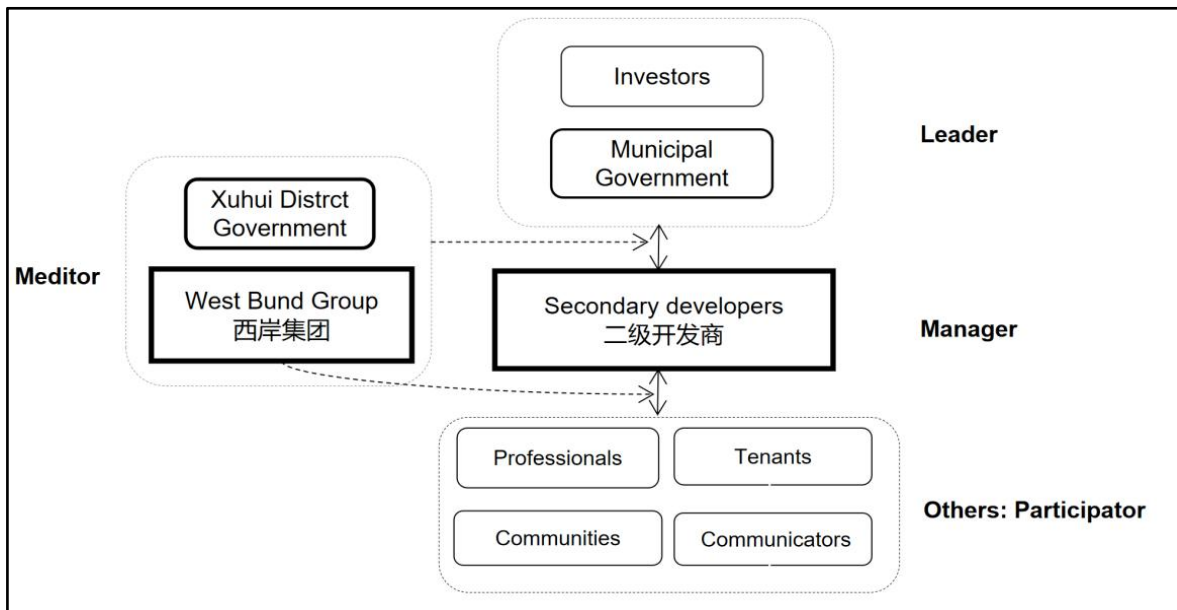 Investors
Municipal
Government
Leader
Xuhui Distrct
Government
Meditor
West Bund Group
西岸集团
Secondary developers
二级开发商
Manager
Professionals
Tenants
Communities
Communicators
Others: Participator